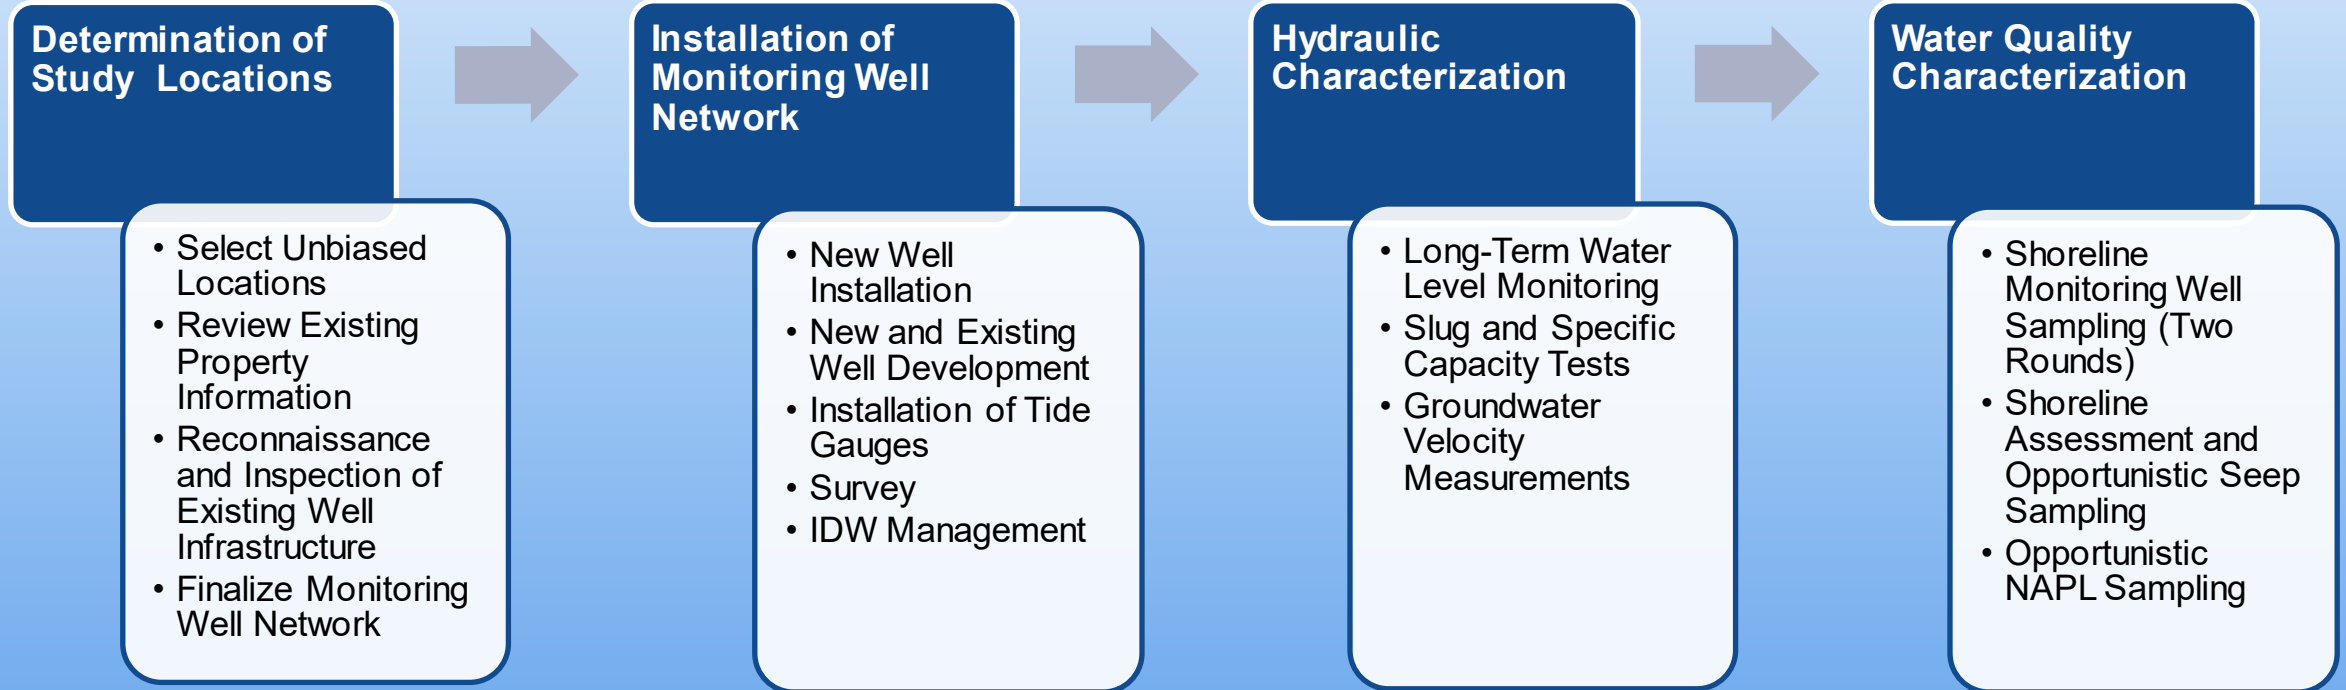 Determination of
Study Locations
• Select Unbiased
Locations
• Review Existing
Property
Information
• Reconnaissance
and Inspection of
Existing Well
Infrastructure
• Finalize Monitoring
Well Network
Installation of
Monitoring Well
Network
• New Well
Installation
• New and Existing
Well Development
• Installation of Tide
Gauges
• Survey
• IDW Management
Hydraulic
Characterization
• Long-Term Water
Level Monitoring
• Slug and Specific
Capacity Tests
• Groundwater
Velocity
Measurements
Water Quality
Characterization
• Shoreline
Monitoring Well
Sampling (Two
Rounds)
• Shoreline
Assessment and
Opportunistic Seep
Sampling
• Opportunistic
NAPL Sampling